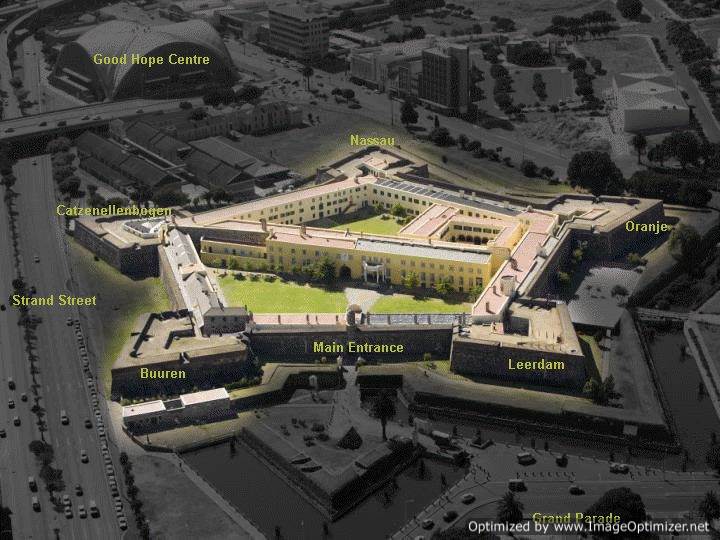 Good Hope Centre
Nassau
Catzenellenbogen
Oranje
Strand Street
Main Entrance
Leerdam
Buuren
Grand Parade
Optimized by www.ImageOptimizer.net